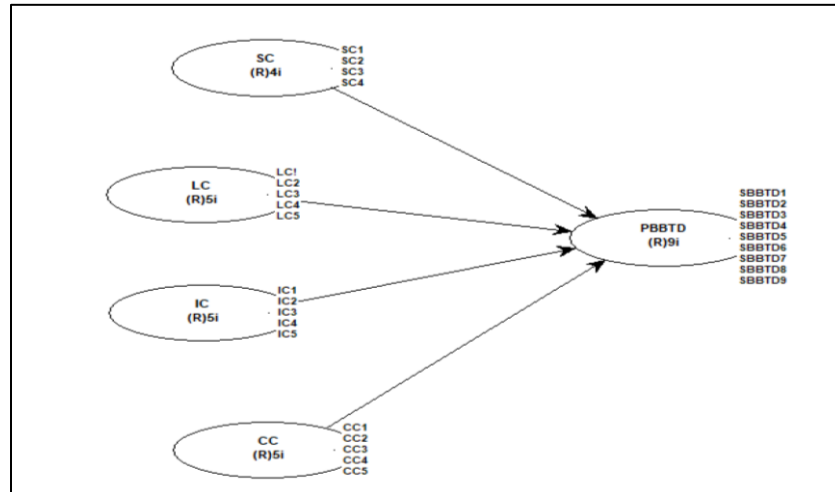 SC
(R)4i
SC1
SC2
SC3
SC4
LC
(R)5i
LC!
LC2
LC3
LC4
LC5
IC
(R)5i
IC1
IC2
IC3
IC4
IC5
CC
(R)5i
CC1
CC2
CC3
CC4
CC5
PBBTD
(R)9i
SBBTD1
SBBTD2
SBBTD3
SBBTD4
SBBTD5
SBBTD6
SBBTD7
SBBTD8
SBBTD9